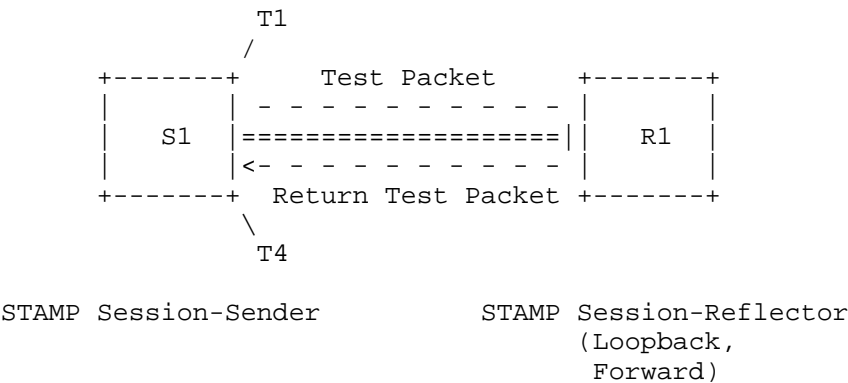 T1
/
+-------+ Test Packet +-------+
| | - - - - - - - - - - | |
| S1 |====================|| R1 |
| |<- - - - - - - - - - | |
+-------+ Return Test Packet +-------+
\
T4
STAMP Session-Sender STAMP Session-Reflector
(Loopback,
Forward)